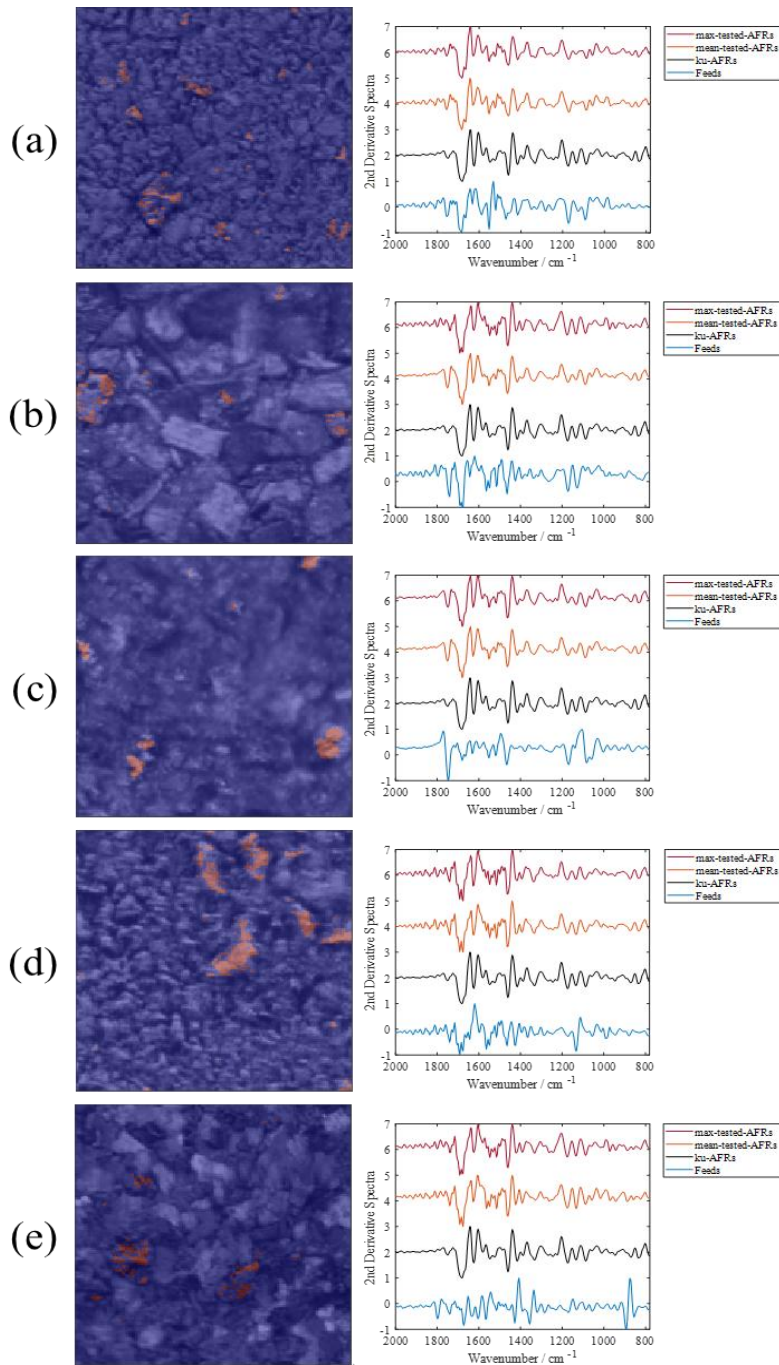 (a)
7
6
5
4
3
2
1
0
-1
2nd Derivative Spectra
2000 1800 1600 1400 1200 1000 800
Wavenumber / cm -1
max-tested-AFRs
mean-tested-AFRs
ku-AFRs
Feeds
(b)
7
6
5
4
3
2
1
0
-1
2nd Derivative Spectra
2000 1800 1600 1400 1200 1000 800
Wavenumber / cm -1
max-tested-AFRs
mean-tested-AFRs
ku-AFRs
Feeds
(c)
7
6
5
4
3
2
1
0
-1
2nd Derivative Spectra
2000 1800 1600 1400 1200 1000 800
Wavenumber / cm -1
max-tested-AFRs
mean-tested-AFRs
ku-AFRs
Feeds
(d)
7
6
5
4
3
2
1
0
-1
2nd Derivative Spectra
2000 1800 1600 1400 1200 1000 800
Wavenumber / cm -1
max-tested-AFRs
mean-tested-AFRs
ku-AFRs
Feeds
(e)
7
6
5
4
3
2
1
0
-1
2nd Derivative Spectra
2000 1800 1600 1400 1200 1000 800
Wavenumber / cm -1
max-tested-AFRs
mean-tested-AFRs
ku-AFRs
Feeds